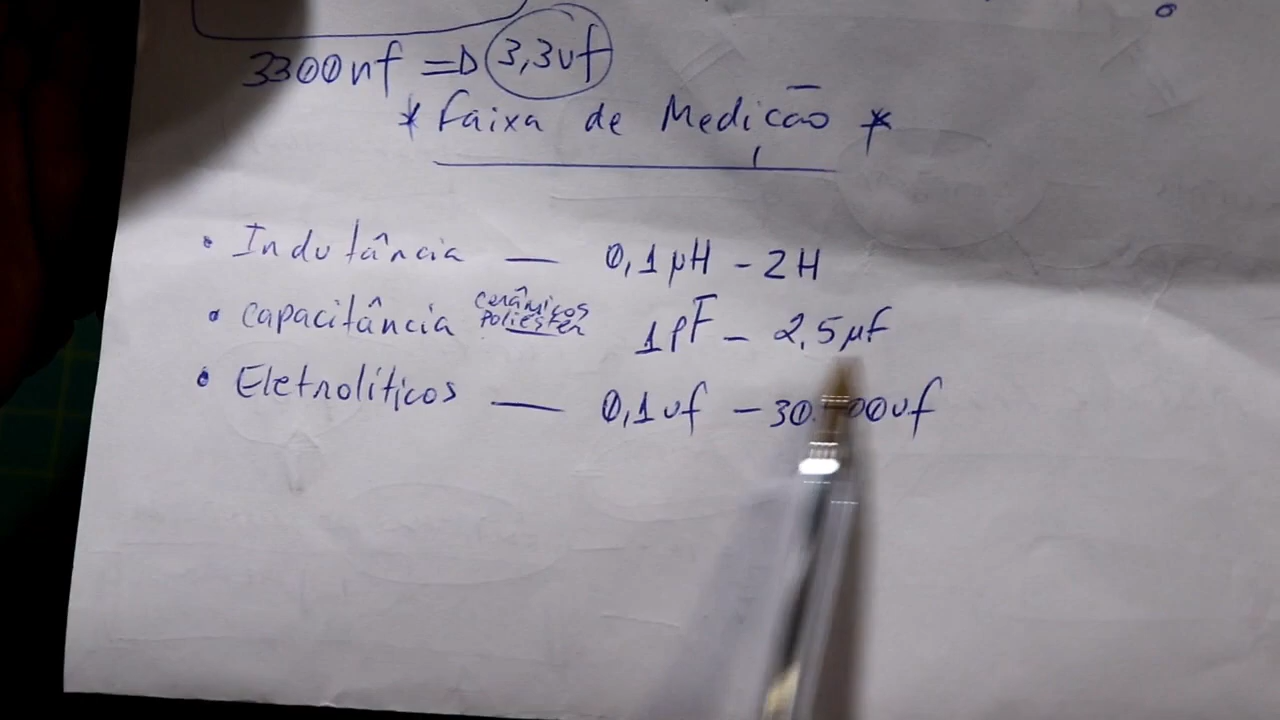 3300nf => 3,3uf
* faixa de Medição *
• Indutância — 0,1µH - 2H
• Capacitância cerâmicos poliéster 1pF - 2,5µf
• Eletrolíticos — 0,1uf -